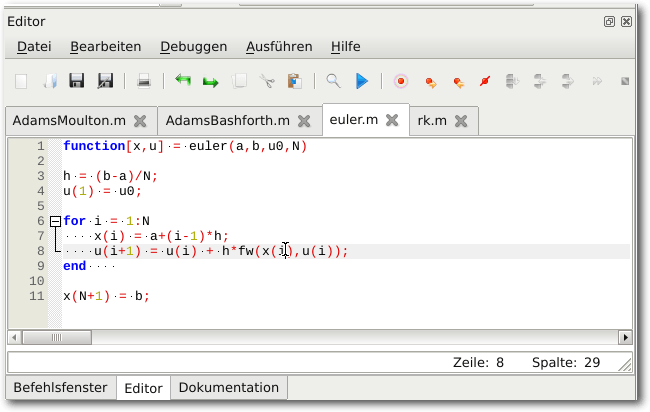 Editor
Datei Bearbeiten Debuggen Ausführen Hilfe
AdamsMoulton.m AdamsBashforth.m euler.m rk.m
1 function[x,u] = euler(a,b,u0,N)
2
3 h = (b-a)/N;
4 u(1) = u0;
5
6 for i = 1:N
7 x(i) = a+(i-1)*h;
8 u(i+1) = u(i) + h*fw(x(i),u(i));
9 end
10
11 x(N+1) = b;
Zeile: 8 Spalte: 29
Befehlsfenster Editor Dokumentation